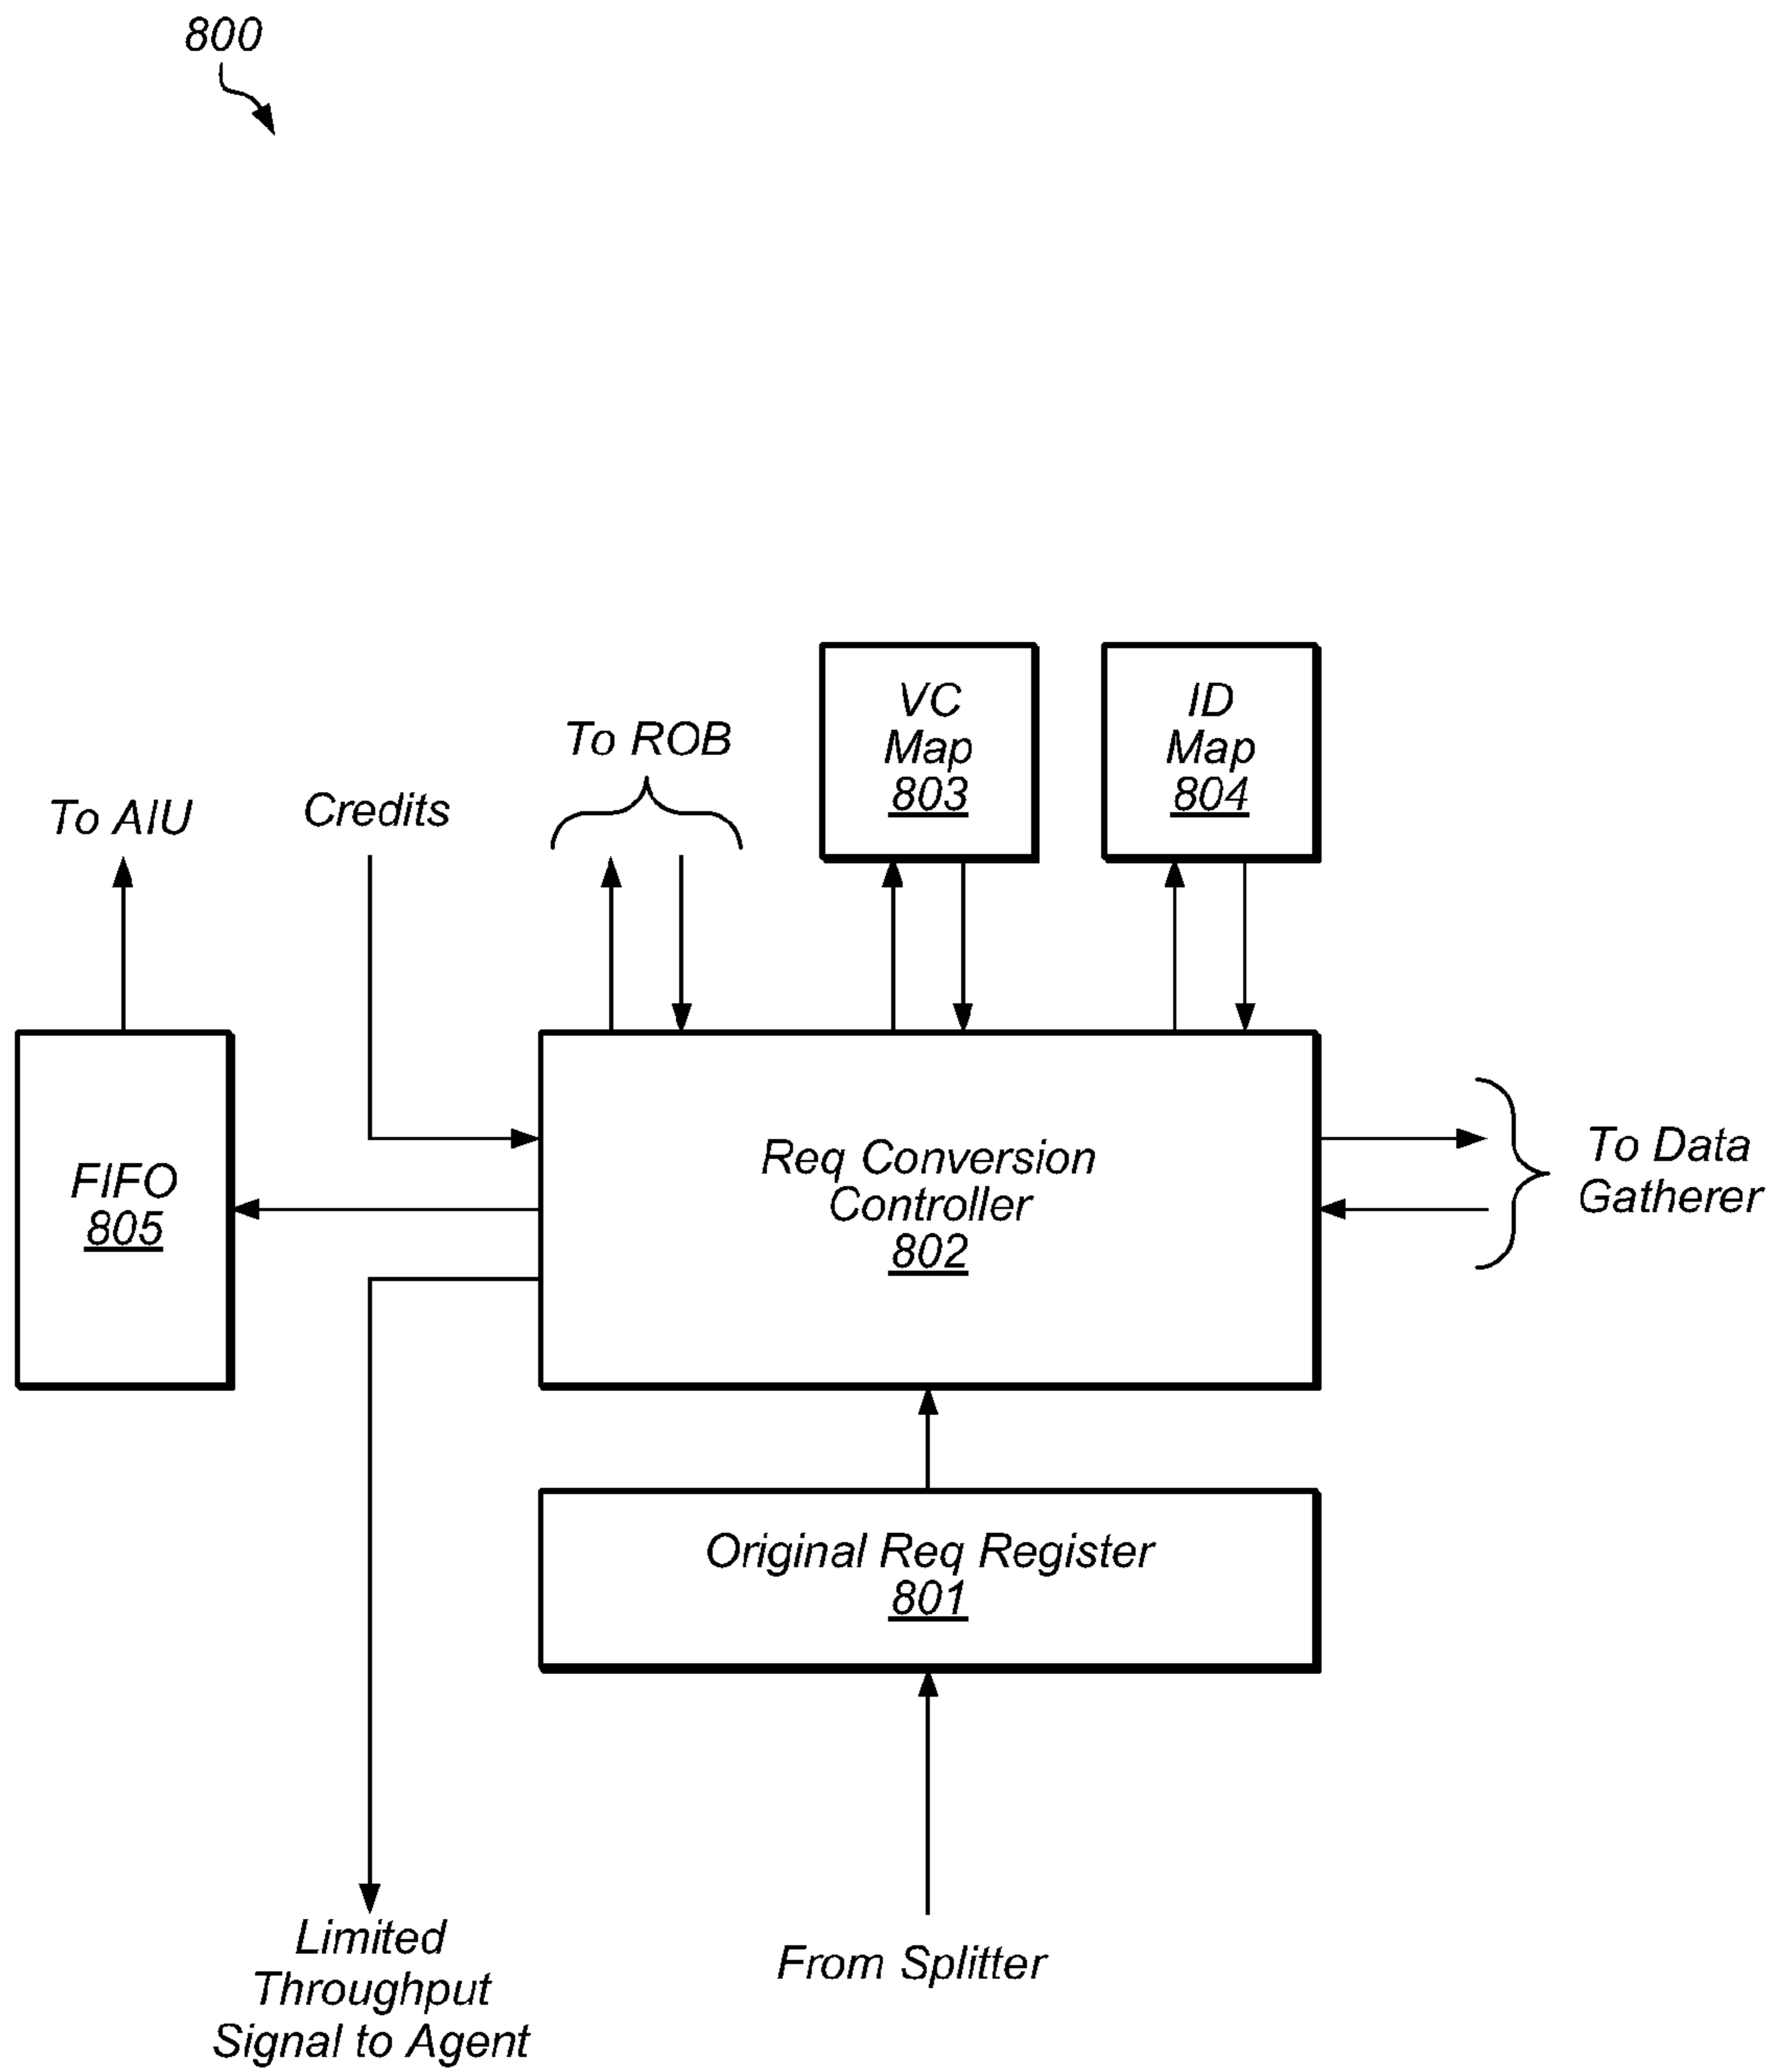 800
VC
Map
803
ID
Map
804
To ROB
To AIU
Credits
FIFO
805
Req Conversion
Controller
802
To Data
Gatherer
Original Req Register
801
From Splitter
Limited
Throughput
Signal to Agent